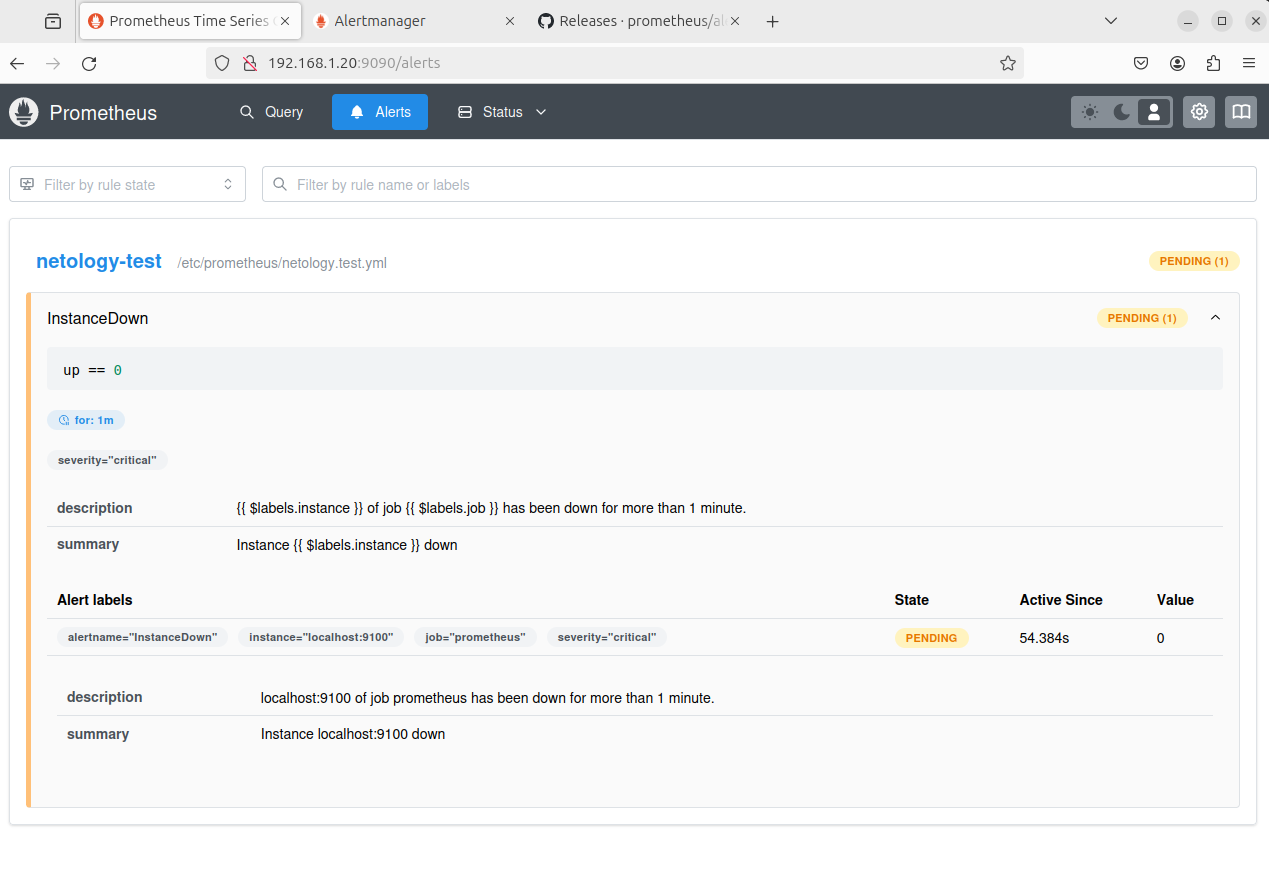 Prometheus Time Series
Alertmanager
Releases · prometheus/al
192.168.1.20:9090/alerts
Prometheus
Query
Alerts
Status
Filter by rule state
Filter by rule name or labels
netology-test /etc/prometheus/netology.test.yml PENDING (1)
InstanceDown PENDING (1)
up == 0
for: 1m
severity="critical"
description {{ $labels.instance }} of job {{ $labels.job }} has been down for more than 1 minute.
summary Instance {{ $labels.instance }} down
Alert labels State Active Since Value
alertname="InstanceDown" instance="localhost:9100" job="prometheus" severity="critical" PENDING 54.384s 0
description localhost:9100 of job prometheus has been down for more than 1 minute.
summary Instance localhost:9100 down